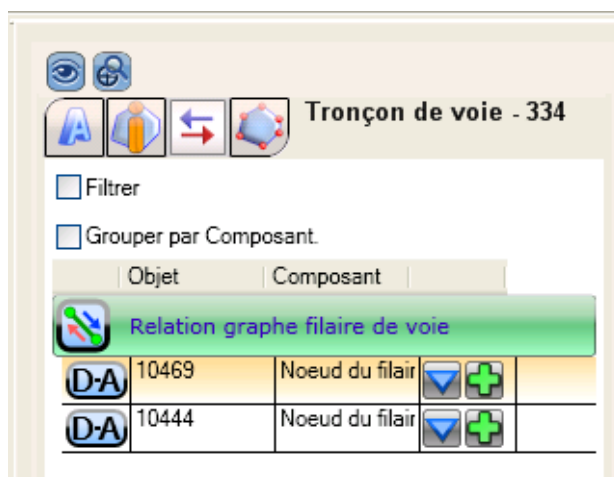 A
Tronçon de voie - 334
Filtrer
Grouper par Composant.
Objet Composant
Relation graphe filaire de voie
D-A 10469 Noeud du filair
D-A 10444 Noeud du filair